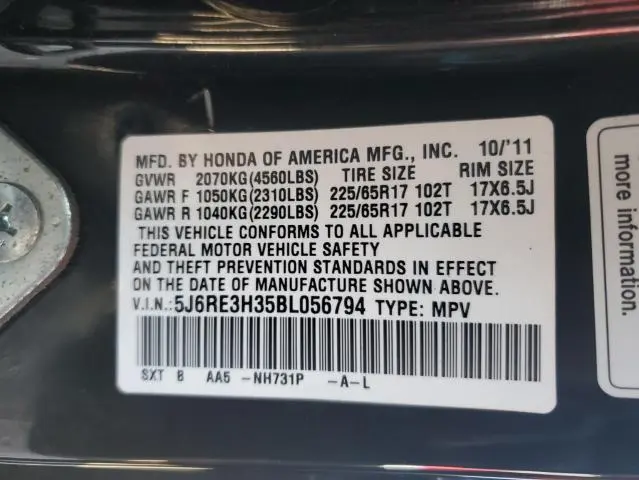 MFD. BY HONDA OF AMERICA MFG., INC. 10/'11
GVWR 2070KG(4560LBS) TIRE SIZE RIM SIZE
GAWR F 1050KG(2310LBS) 225/65R17 102T 17X6.5J
GAWR R 1040KG(2290LBS) 225/65R17 102T 17X6.5J
THIS VEHICLE CONFORMS TO ALL APPLICABLE
FEDERAL MOTOR VEHICLE SAFETY
AND THEFT PREVENTION STANDARDS IN EFFECT
ON THE DATE OF MANUFACTURE SHOWN ABOVE.
V.I.N.:5J6RE3H35BL056794 TYPE: MPV
SXT B AA5 -NH731P -A-L
more informa